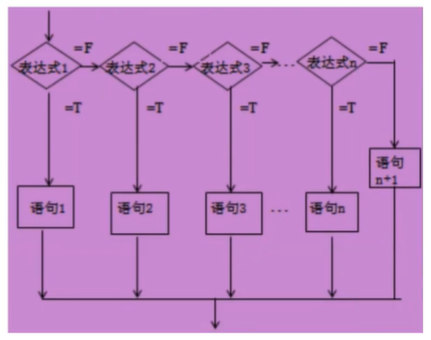 =F =F =F =F
表达式1 表达式2 表达式3 ... 表达式n
=T =T =T =T
语句n+1
语句1 语句2 语句3 ... 语句n